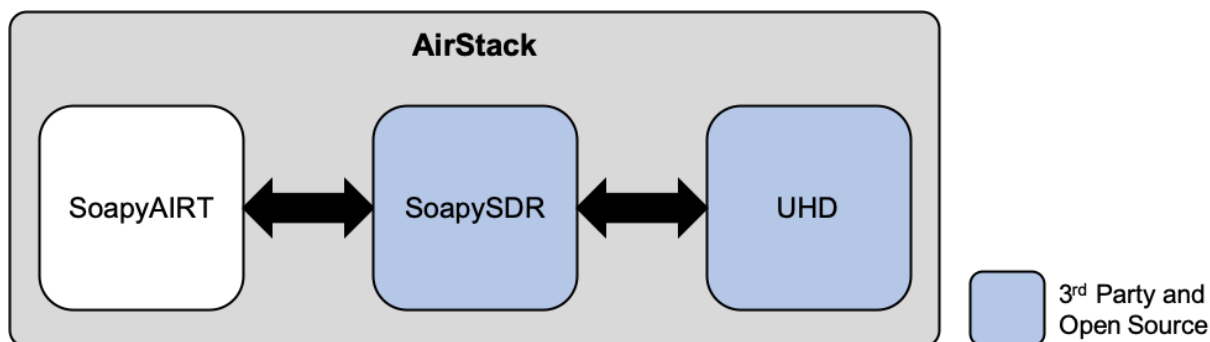 AirStack
SoapyAIRT
SoapySDR
UHD
3rd Party and
Open Source